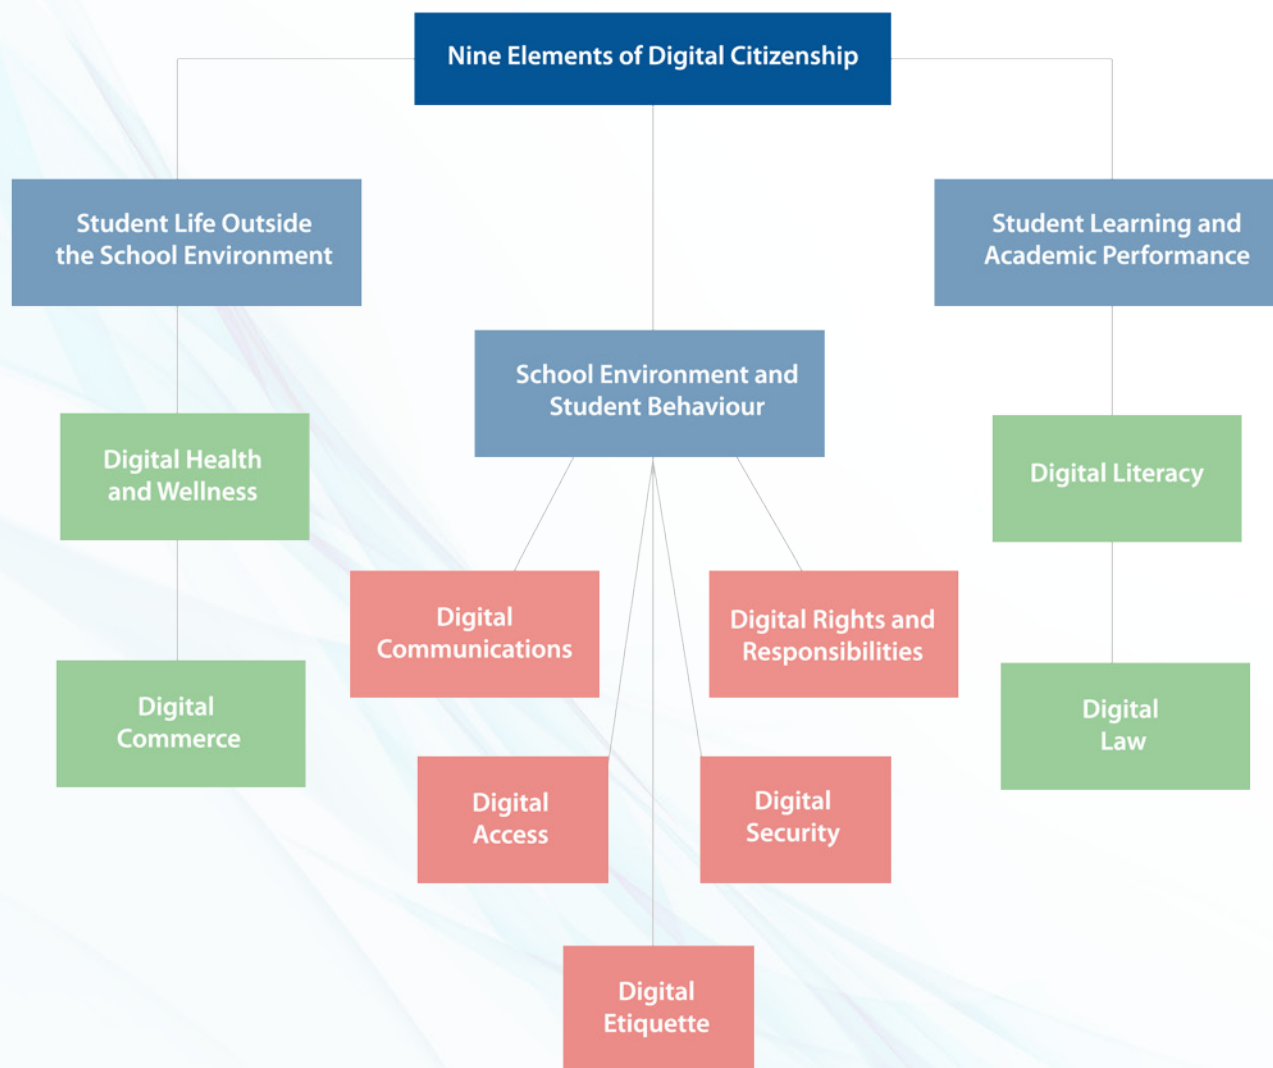 Nine Elements of Digital Citizenship
Student Life Outside
the School Environment
Student Learning and
Academic Performance
School Environment and
Student Behaviour
Digital Health
and Wellness
Digital Literacy
Digital
Communications
Digital Rights and
Responsibilities
Digital
Commerce
Digital
Law
Digital
Access
Digital
Security
Digital
Etiquette